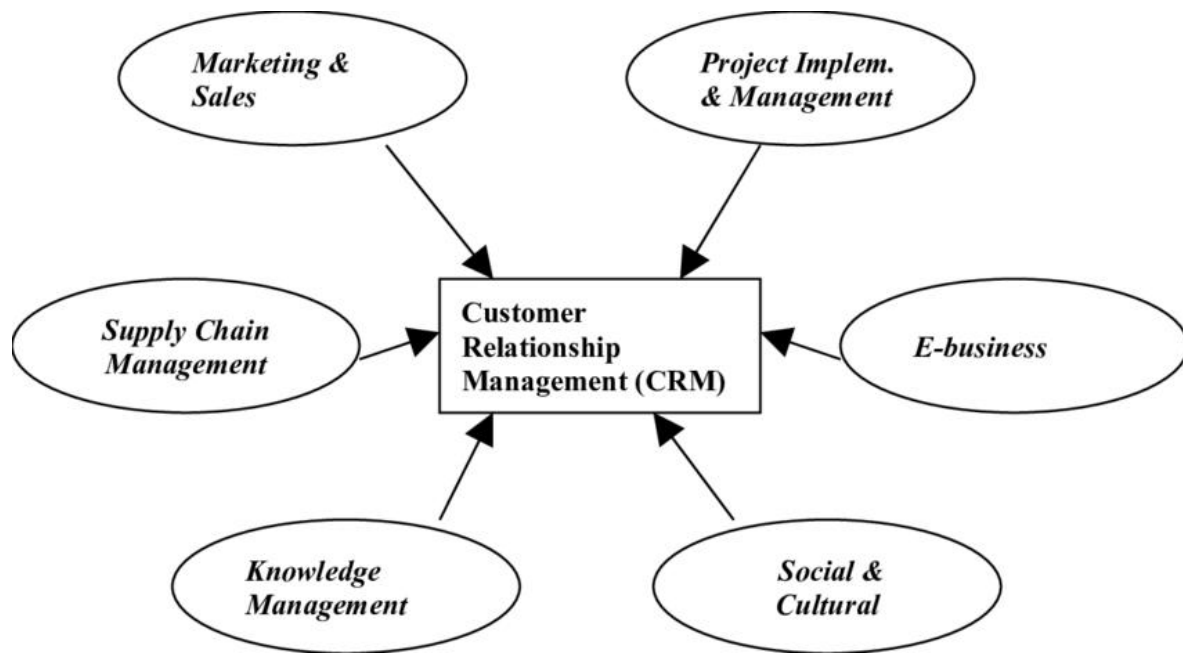 Marketing &
Sales
Project Implem.
& Management
Supply Chain
Management
Customer
Relationship
Management (CRM)
E-business
Knowledge
Management
Social &
Cultural